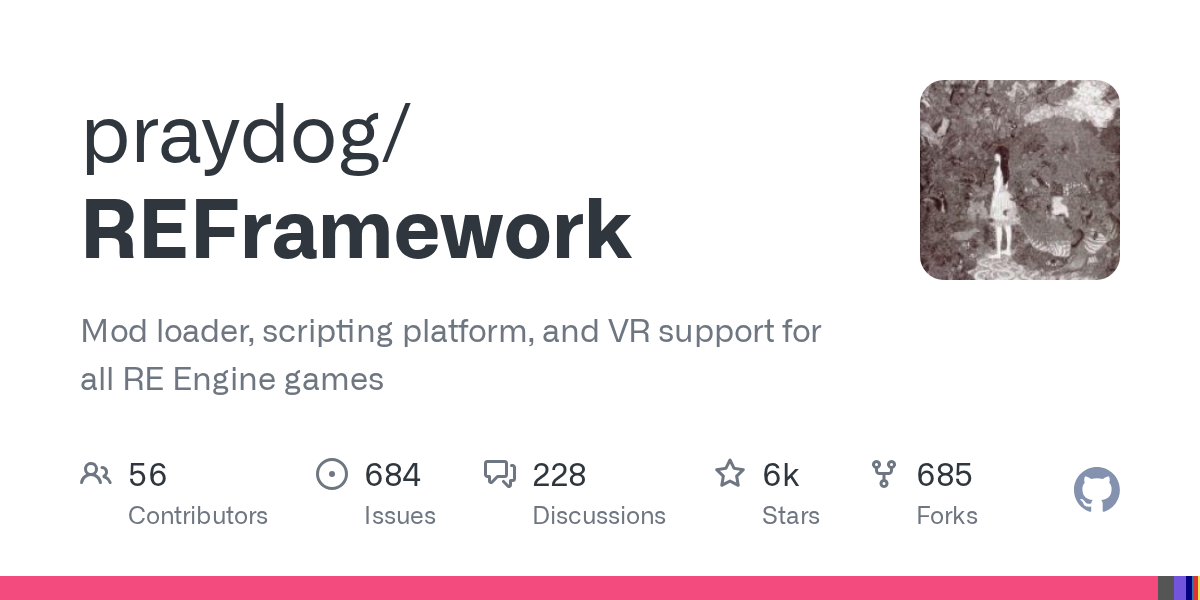 praydog/
REFramework
Mod loader, scripting platform, and VR support for
all RE Engine games
56
Contributors
684
Issues
228
Discussions
6k
Stars
685
Forks